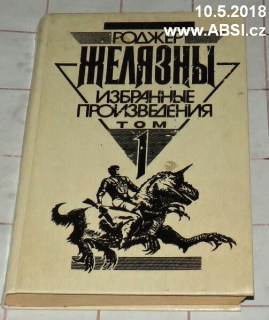 10.5.2018
www.ABSI.cz
РОДЖЕР
ЖЕЛЯЗНЫ
ИЗБРАННЫЕ
ПРОИЗВЕДЕНИЯ
ТОМ
1